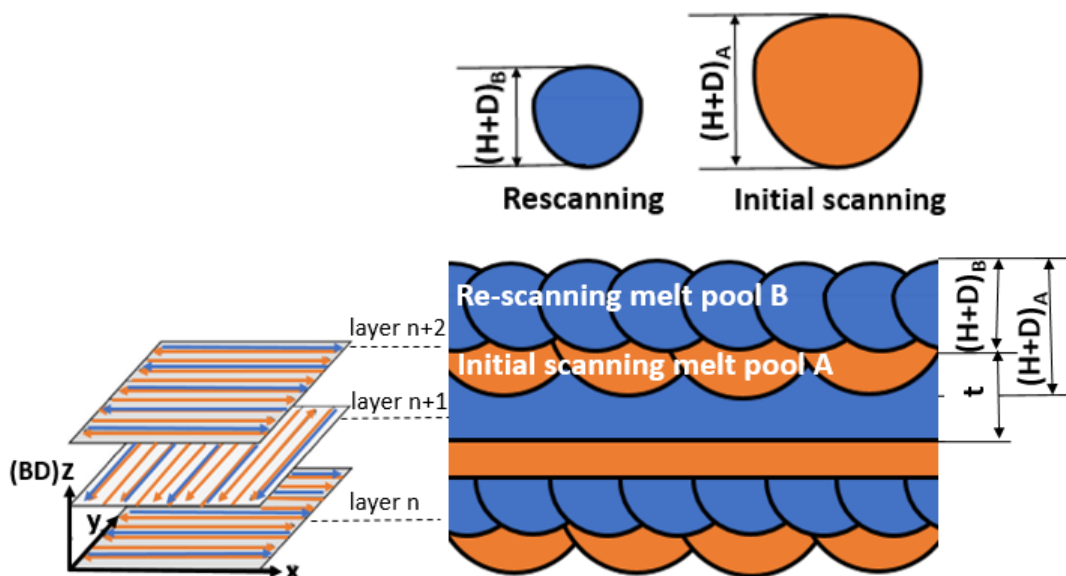 (H+D)B
(H+D)A
Rescanning
Initial scanning
Re-scanning melt pool B
Initial scanning melt pool A
(H+D)B
(H+D)A
t
layer n+2
layer n+1
layer n
(BD)z
y
x